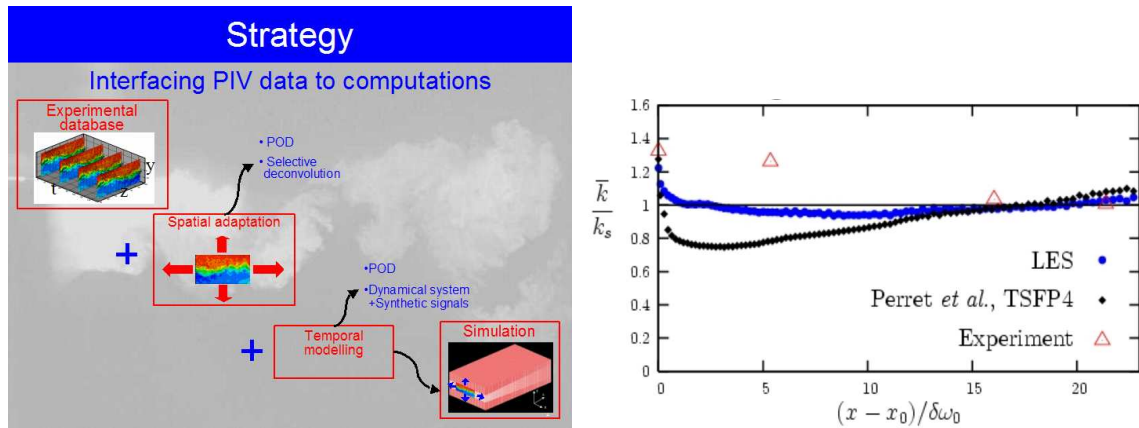 Strategy
Interfacing PIV data to computations
Experimental
database
y
t
z
• POD
• Selective
deconvolution
Spatial adaptation
+
•POD
•Dynamical system
+Synthetic signals
+
Temporal
modelling
Simulation
1.6
1.4
1.2
1
0.8
0.6
0.4
0.2
0
k̅
k_s
LES
Perret et al., TSFP4
Experiment
0
5
10
15
20
(x − x₀)/δω₀